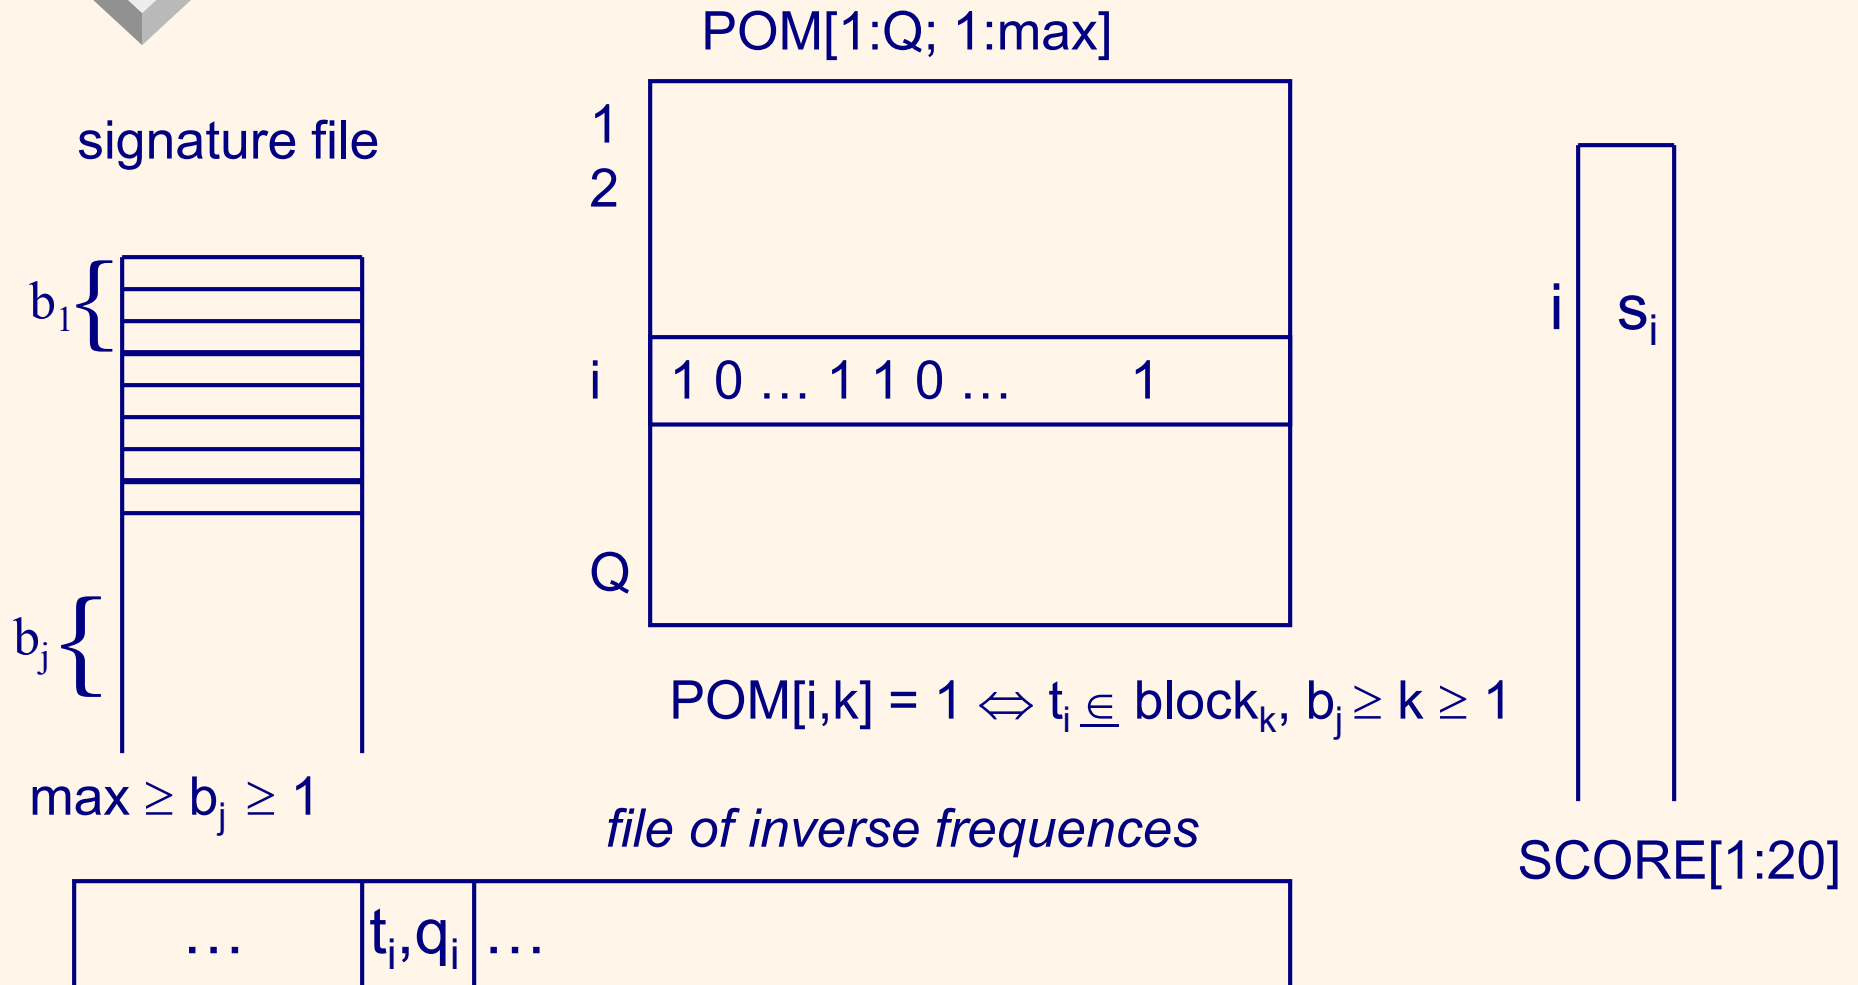 POM[1:Q; 1:max]
signature file
1
2
b₁{
i
1 0 … 1 1 0 … 1
i
sᵢ
Q
bⱼ{
POM[i,k] = 1 ⇔ tᵢ ∈ blockₖ, bⱼ ≥ k ≥ 1
max ≥ bⱼ ≥ 1
file of inverse frequences
SCORE[1:20]
… tᵢ,qᵢ …